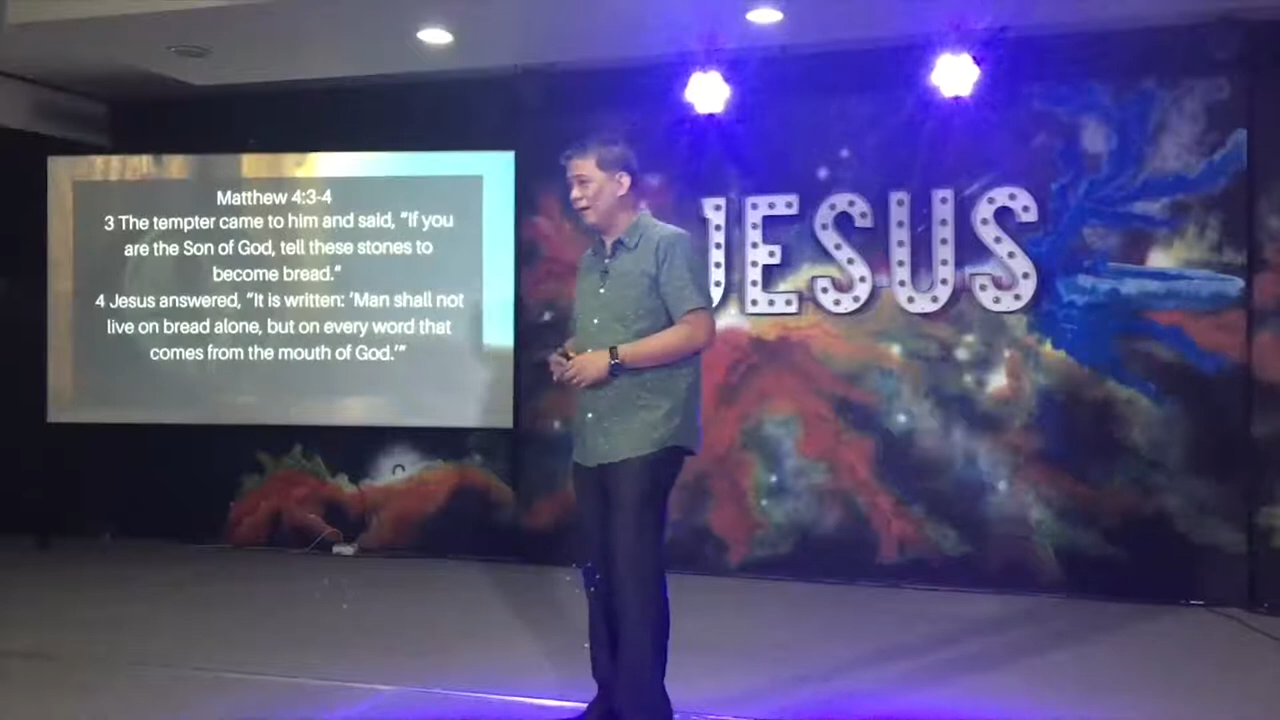 Matthew 4:3-4
3 The tempter came to him and said, “If you
are the Son of God, tell these stones to
become bread.”
4 Jesus answered, “It is written: ‘Man shall not
live on bread alone, but on every word that
comes from the mouth of God.’”
JESUS